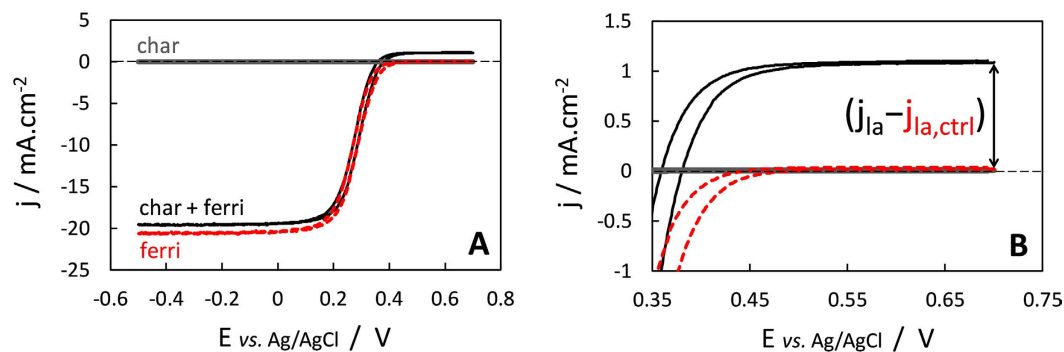 5
0
-5
-10
-15
-20
-25
j / mA.cm-2
char
char + ferri
ferri
A
-0.6 -0.4 -0.2 0 0.2 0.4 0.6 0.8
E vs. Ag/AgCl / V
1.5
1.0
0.5
0
-0.5
-1
j / mA.cm-2
(jla−jla,ctrl)
B
0.35 0.45 0.55 0.65 0.75
E vs. Ag/AgCl / V